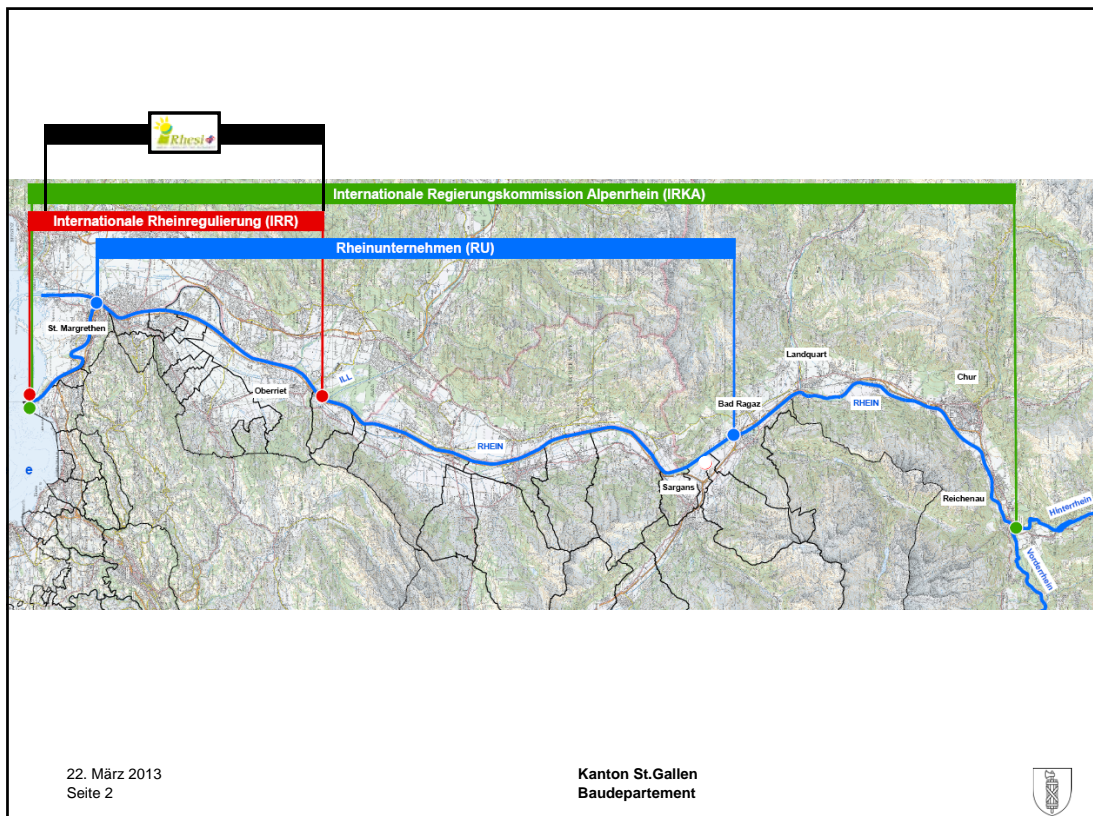 Rhesi
Internationale Regierungskommission Alpenrhein (IRKA)
Internationale Rheinregulierung (IRR)
Rheinunternehmen (RU)
St. Margrethen
Landquart
Chur
ILL
Oberriet
Bad Ragaz
RHEIN
RHEIN
e
Sargans
Reichenau
Hinterrhein
Vorderrhein
22. März 2013
Seite 2
Kanton St.Gallen
Baudepartement